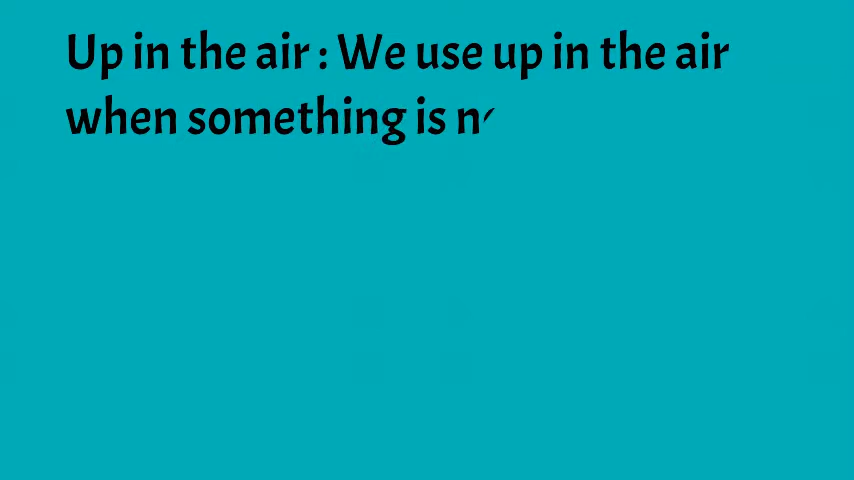 Up in the air : We use up in the air
when something is